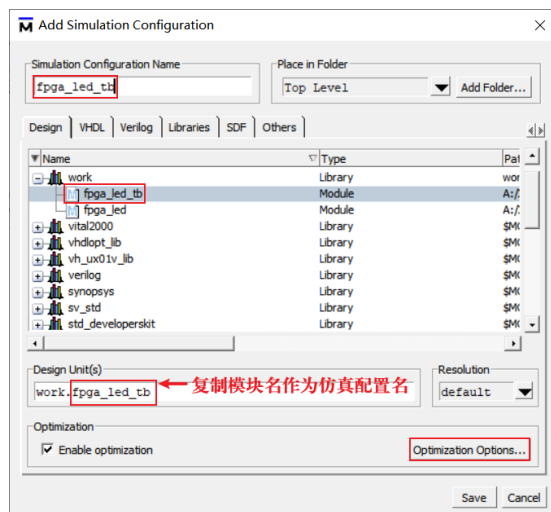 Add Simulation Configuration
Simulation Configuration Name
Place in Folder
fpga_led_tb
Top Level
Add Folder...
Design VHDL Verilog Libraries SDF Others
Name Type Pat
work Library wor
fpga_led_tb Module A:/
fpga_led Module A:/
vital2000 Library $M
vhdlopt_lib Library $M
vh_ux01v_lib Library $M
verilog Library $M
synopsys Library $M
sv_std Library $M
std_developerskit Library $M
Design Unit(s)
Resolution
work.fpga_led_tb
复制模块名作为仿真配置名
default
Optimization
Enable optimization
Optimization Options...
Save Cancel